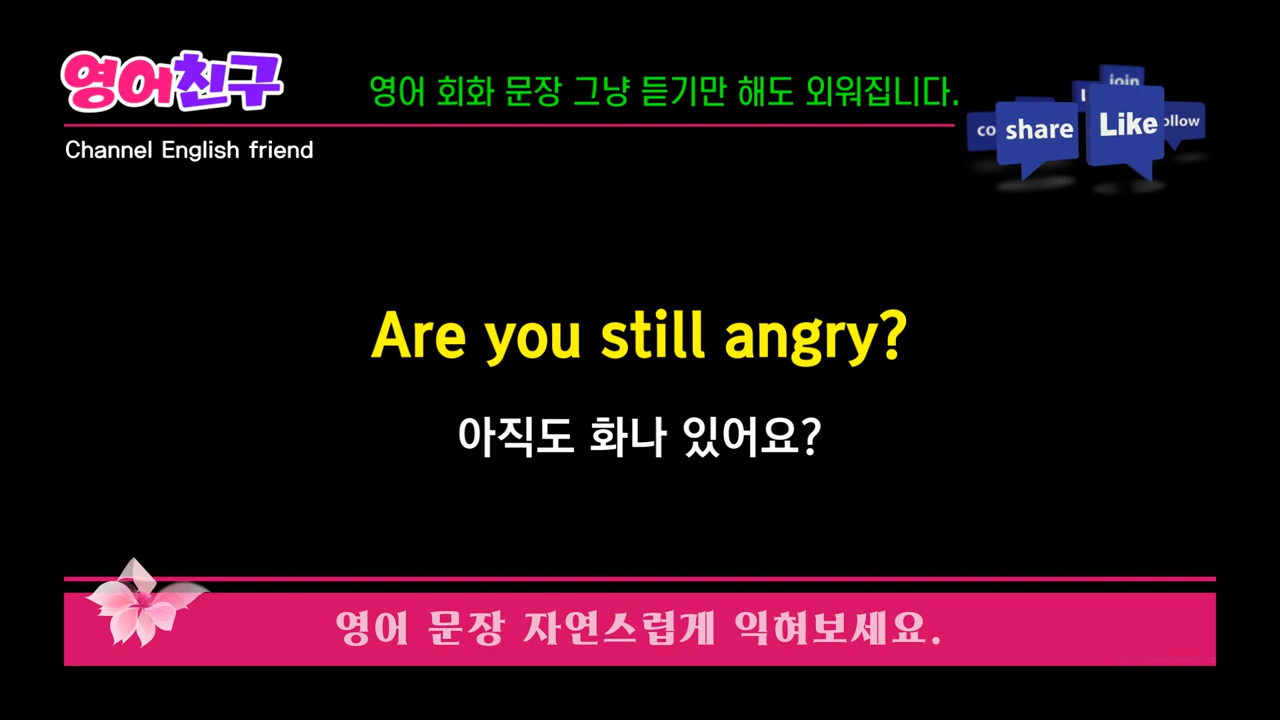 영어친구
영어 회화 문장 그냥 듣기만 해도 외워집니다.
Channel English friend
join
share
Like
Are you still angry?
아직도 화나 있어요?
영어 문장 자연스럽게 익혀보세요.